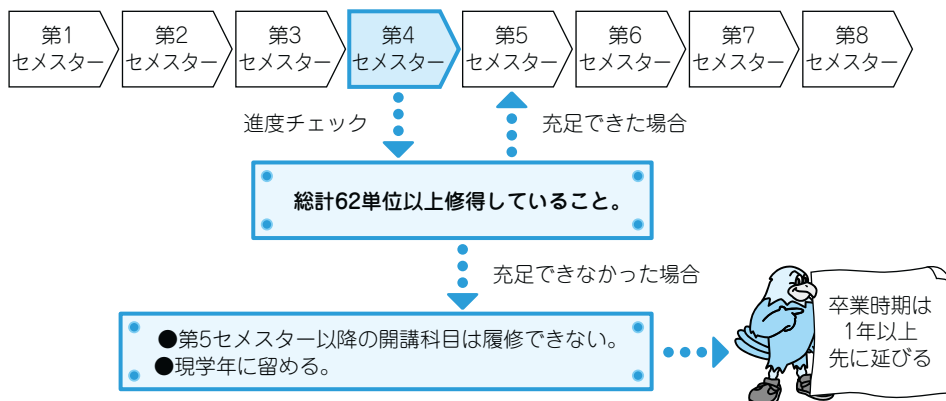 第1
セメスター
第2
セメスター
第3
セメスター
第4
セメスター
第5
セメスター
第6
セメスター
第7
セメスター
第8
セメスター
進度チェック
充足できた場合
総計62単位以上修得していること。
充足できなかった場合
●第5セメスター以降の開講科目は履修できない。
●現学年に留める。
卒業時期は
1年以上
先に延びる